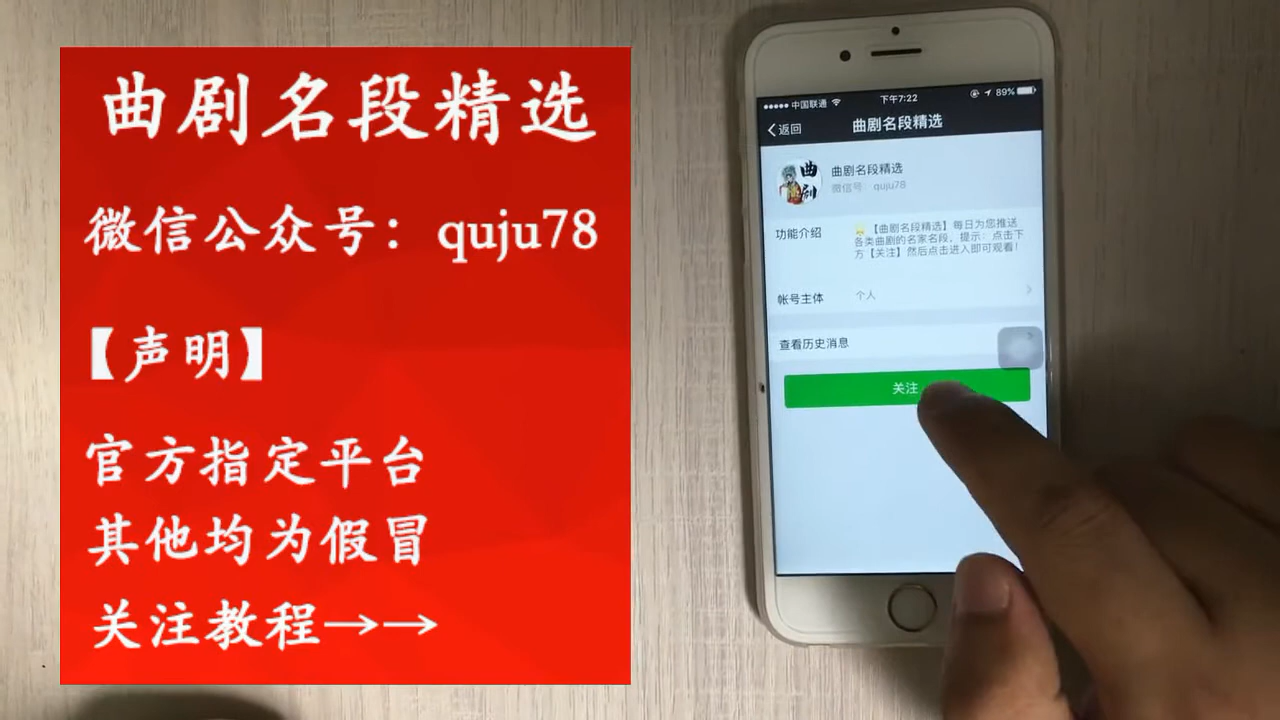 曲剧名段精选
微信公众号：quju78
【声明】
官方指定平台
其他均为假冒
关注教程→→
中国联通
下午7:22
89%
返回
曲剧名段精选
曲剧
曲剧名段精选
微信号：quju78
功能介绍
【曲剧名段精选】每日为您推送
各类曲剧的名家名段，提示：点击下
方【关注】然后点击进入即可观看！
帐号主体
个人
查看历史消息
关注